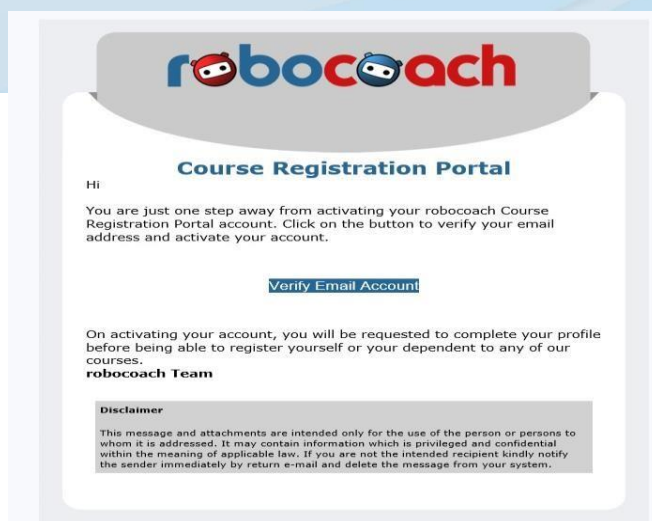 robocoach
Course Registration Portal
Hi
You are just one step away from activating your robocoach Course
Registration Portal account. Click on the button to verify your email
address and activate your account.
Verify Email Account
On activating your account, you will be requested to complete your profile
before being able to register yourself or your dependent to any of our
courses.
robocoach Team
Disclaimer
This message and attachments are intended only for the use of the person or persons to
whom it is addressed. It may contain information which is privileged and confidential
within the meaning of applicable law. If you are not the intended recipient kindly notify
the sender immediately by return e-mail and delete the message from your system.